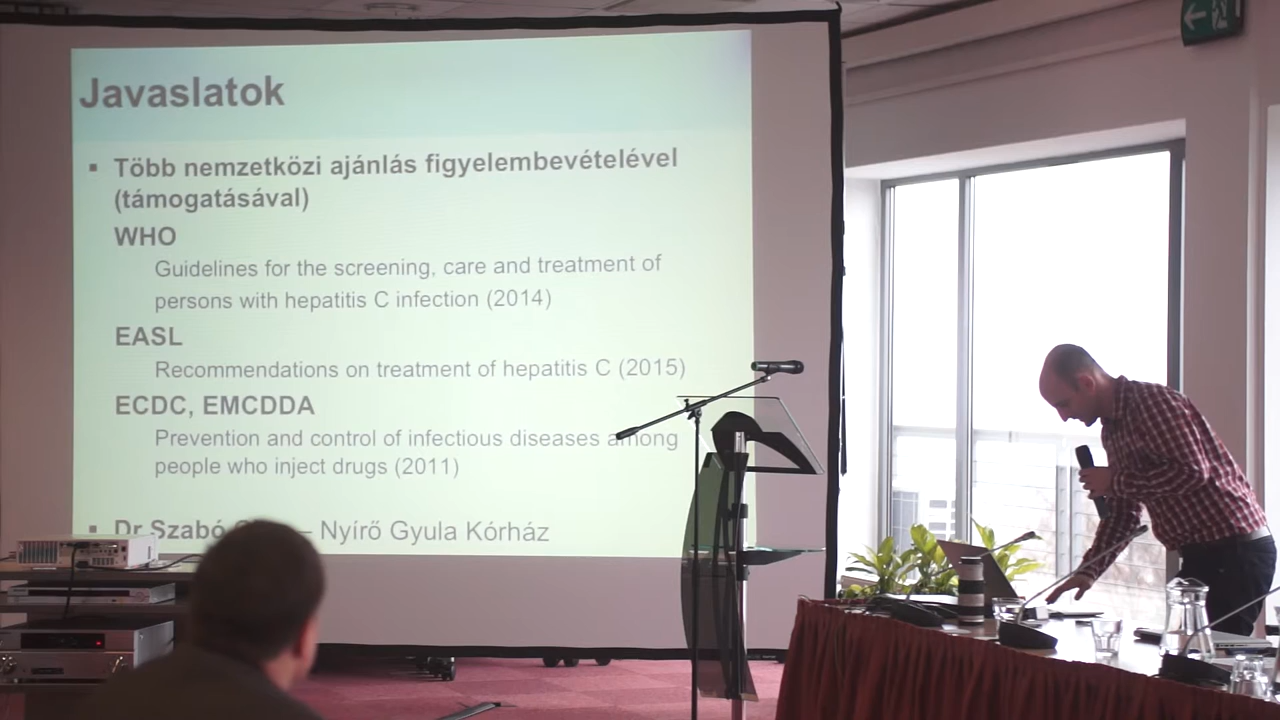 Javaslatok
▪ Több nemzetközi ajánlás figyelembevételével
(támogatásával)
WHO
Guidelines for the screening, care and treatment of
persons with hepatitis C infection (2014)
EASL
Recommendations on treatment of hepatitis C (2015)
ECDC, EMCDDA
Prevention and control of infectious diseases among
people who inject drugs (2011)
▪ Dr Szabó – Nyírő Gyula Kórház